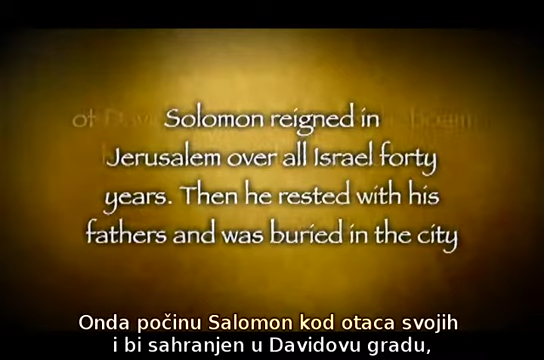 Solomon reigned in
Jerusalem over all Israel forty
years. Then he rested with his
fathers and was buried in the city
Onda počinu Salomon kod otaca svojih
i bi sahranjen u Davidovu gradu,